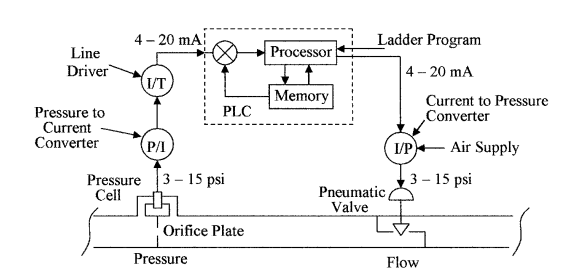 4 – 20 mA
Ladder Program
Line
Driver
Processor
I/T
4 – 20 mA
Memory
PLC
Current to Pressure
Converter
Pressure to
Current
Converter
P/I
I/P
Air Supply
3 – 15 psi
3 – 15 psi
Pressure
Cell
Pneumatic
Valve
Orifice Plate
Pressure
Flow